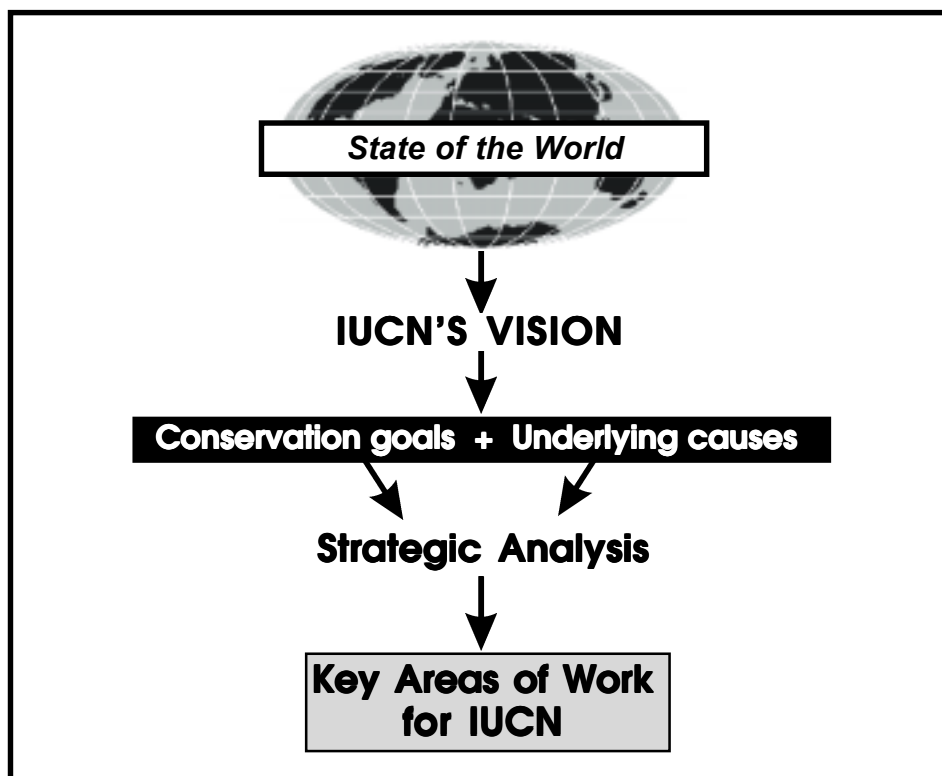 State of the World
IUCN’S VISION
Conservation goals + Underlying causes
Strategic Analysis
Key Areas of Work
for IUCN